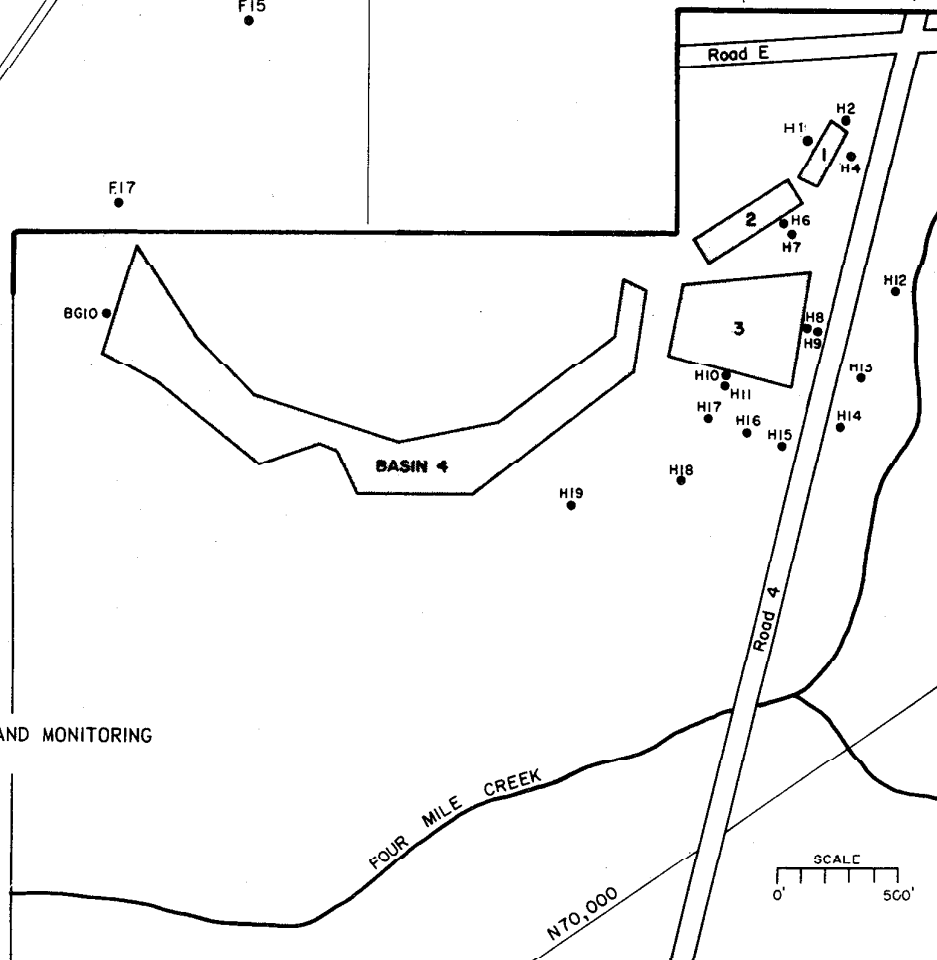 F15
Road E
H2
H1
1
H4
F17
2
H6
H7
H12
BG10
3
H8
H9
H10
H13
H11
H17
H16
H14
H15
BASIN 4
H18
H19
Road 4
AND MONITORING
FOUR MILE CREEK
SCALE
0' 500'
N70,000